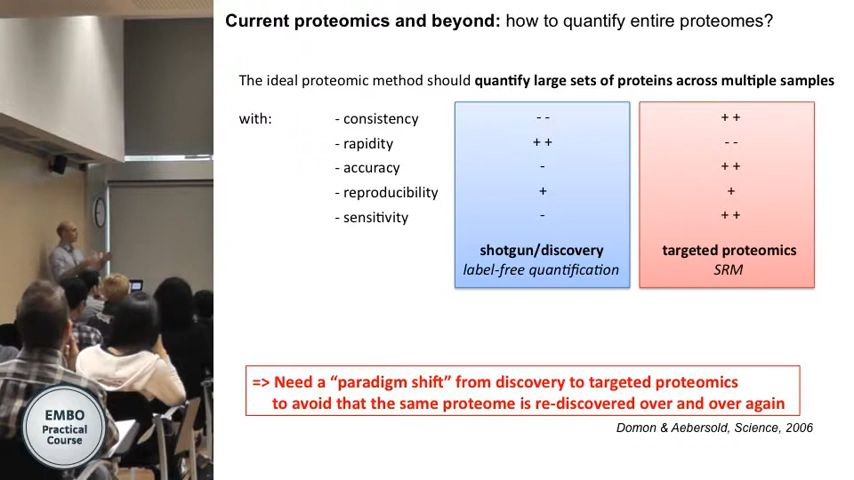 Current proteomics and beyond: how to quantify entire proteomes?
The ideal proteomic method should quantify large sets of proteins across multiple samples
with: - consistency - - + +
- rapidity + + - -
- accuracy - + +
- reproducibility + +
- sensitivity - + +
shotgun/discovery targeted proteomics
label-free quantification SRM
=> Need a “paradigm shift” from discovery to targeted proteomics
to avoid that the same proteome is re-discovered over and over again
Domon & Aebersold, Science, 2006
EMBO
Practical
Course